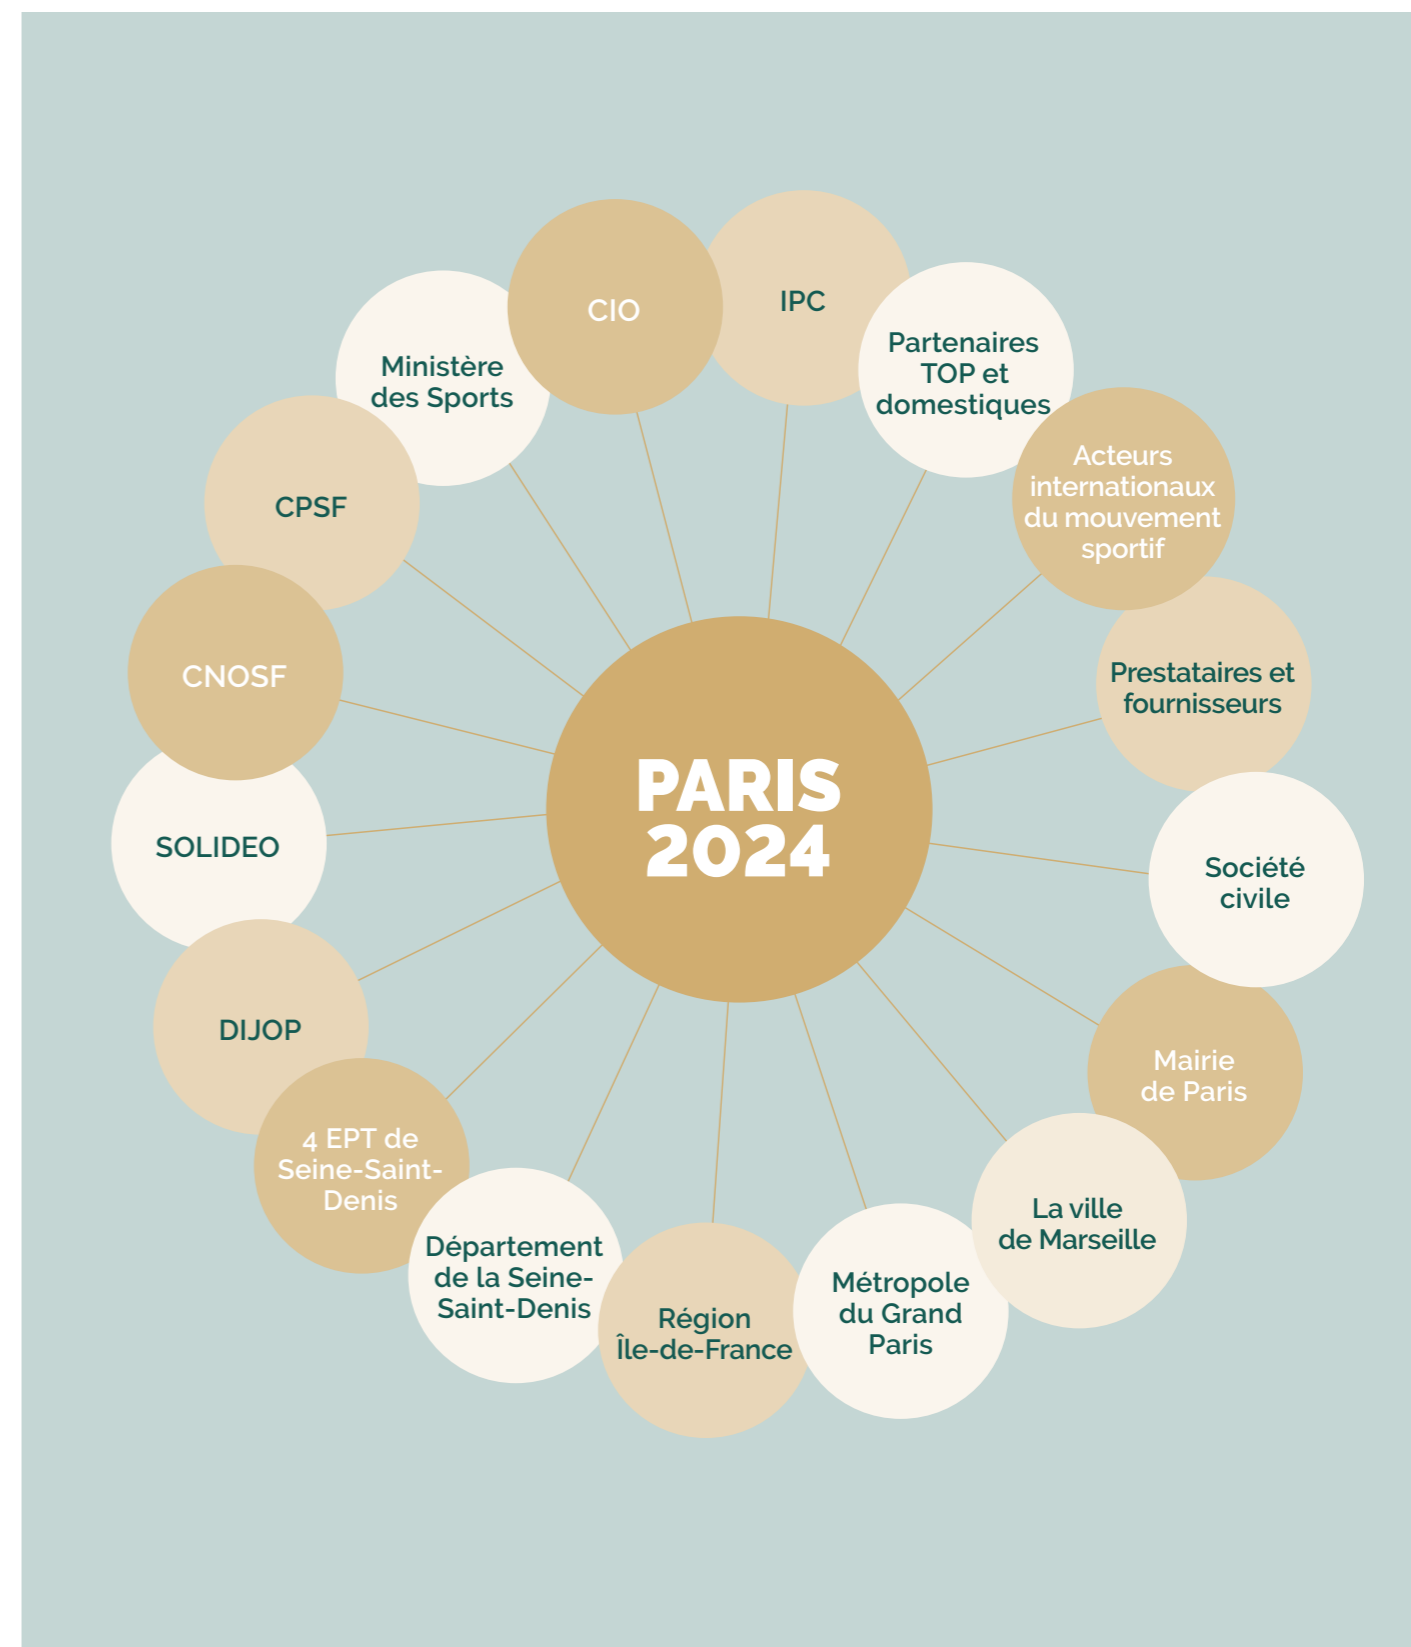 CIO
IPC
Partenaires
TOP et
domestiques
Acteurs
internationaux
du mouvement
sportif
Prestataires et
fournisseurs
Société
civile
Mairie
de Paris
La ville
de Marseille
Métropole
du Grand
Paris
Région
Île-de-France
Département
de la Seine-
Saint-Denis
4 EPT de
Seine-Saint-
Denis
DIJOP
SOLIDEO
CNOSF
CPSF
Ministère
des Sports
PARIS
2024